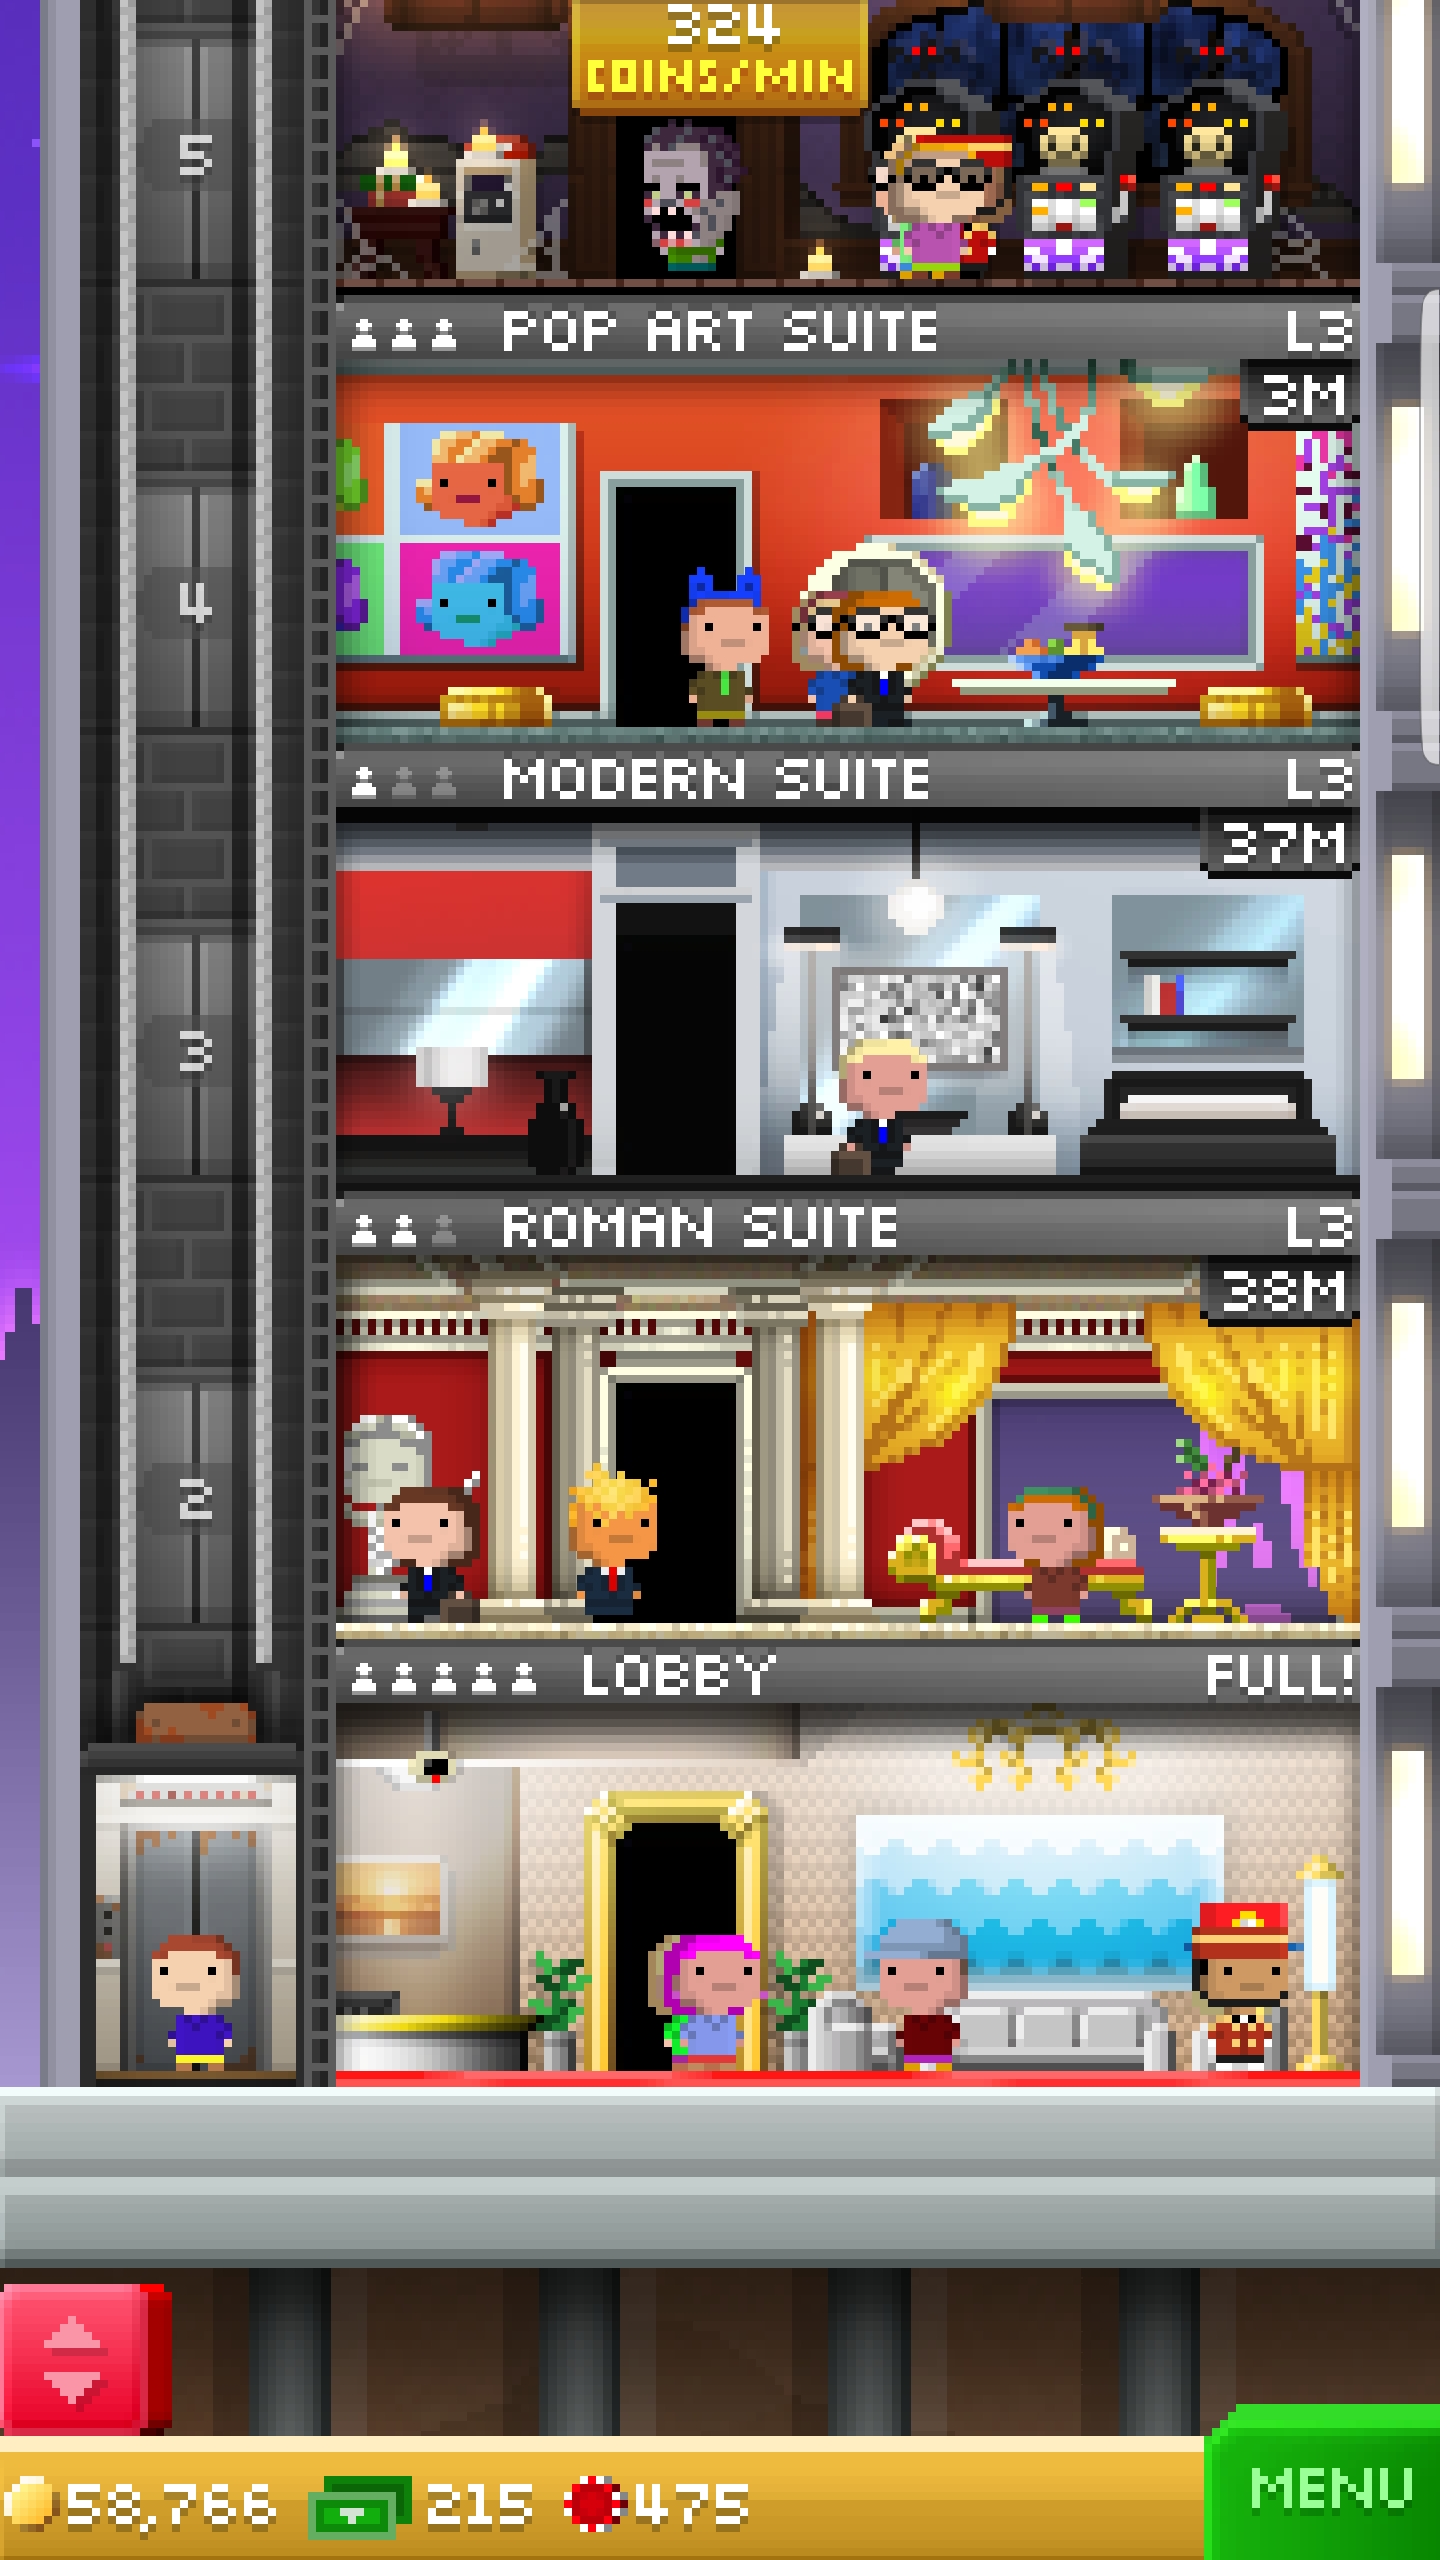 324
COINS/MIN
5
POP ART SUITE L3
3M
4
MODERN SUITE L3
37M
3
ROMAN SUITE L3
38M
2
LOBBY FULL!
58,766 215 475
MENU